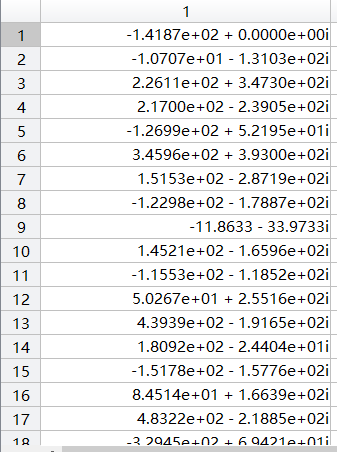 1
1 -1.4187e+02 + 0.0000e+00i
2 -1.0707e+01 - 1.3103e+02i
3 2.2611e+02 + 3.4730e+02i
4 2.1700e+02 - 2.3905e+02i
5 -1.2699e+02 + 5.2195e+01i
6 3.4596e+02 + 3.9300e+02i
7 1.5153e+02 - 2.8719e+02i
8 -1.2298e+02 - 1.7887e+02i
9 -11.8633 - 33.9733i
10 1.4521e+02 - 1.6596e+02i
11 -1.1553e+02 - 1.1852e+02i
12 5.0267e+01 + 2.5516e+02i
13 4.3939e+02 - 1.9165e+02i
14 1.8092e+02 - 2.4404e+01i
15 -1.5178e+02 - 1.5776e+02i
16 8.4514e+01 + 1.6639e+02i
17 4.8322e+02 - 2.1885e+02i
18 -3.2945e+02 + 6.9421e+01i